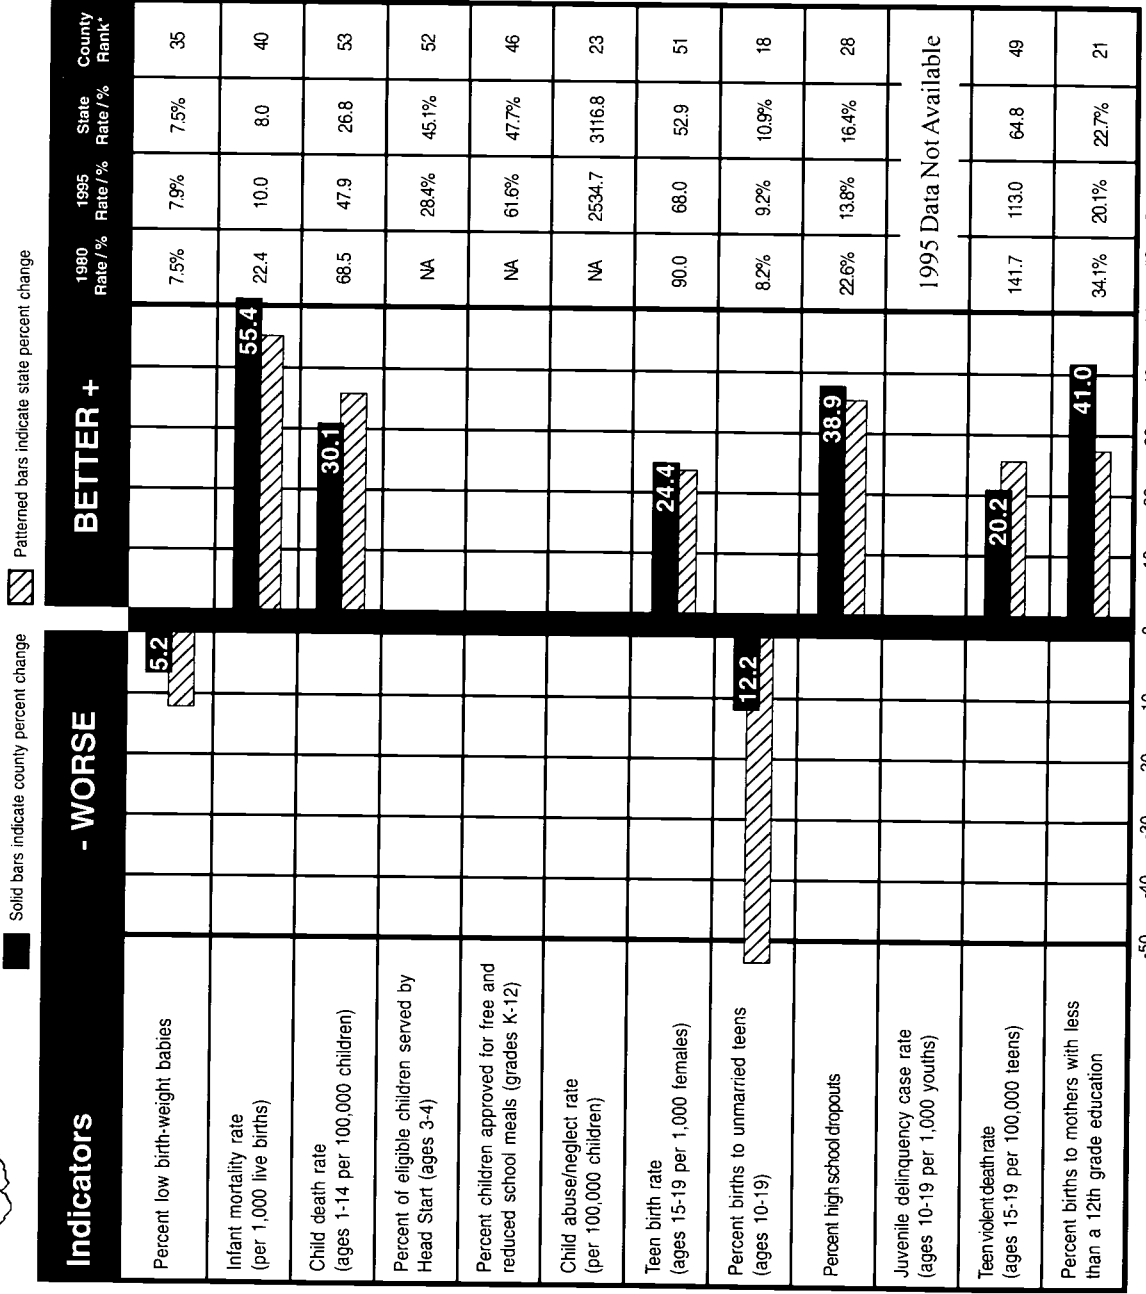 Solid bars indicate county percent change
Patterned bars indicate state percent change
Indicators
- WORSE
BETTER +
1980
Rate / %
1995
Rate / %
State
Rate / %
County
Rank*
Percent low birth-weight babies
5.2
7.5%
7.9%
7.5%
35
Infant mortality rate
(per 1,000 live births)
55.4
22.4
10.0
8.0
40
Child death rate
(ages 1-14 per 100,000 children)
30.1
68.5
47.9
26.8
53
Percent of eligible children served by
Head Start (ages 3-4)
NA
28.4%
45.1%
52
Percent children approved for free and
reduced school meals (grades K-12)
NA
61.6%
47.7%
46
Child abuse/neglect rate
(per 100,000 children)
NA
2534.7
3116.8
23
Teen birth rate
(ages 15-19 per 1,000 females)
24.4
90.0
68.0
52.9
51
Percent births to unmarried teens
(ages 10-19)
12.2
8.2%
9.2%
10.9%
18
Percent high school dropouts
38.9
22.6%
13.8%
16.4%
28
Juvenile delinquency case rate
(ages 10-19 per 1,000 youths)
1995 Data Not Available
Teen violent death rate
(ages 15-19 per 100,000 teens)
20.2
141.7
113.0
64.8
49
Percent births to mothers with less
than a 12th grade education
41.0
34.1%
20.1%
22.7%
21